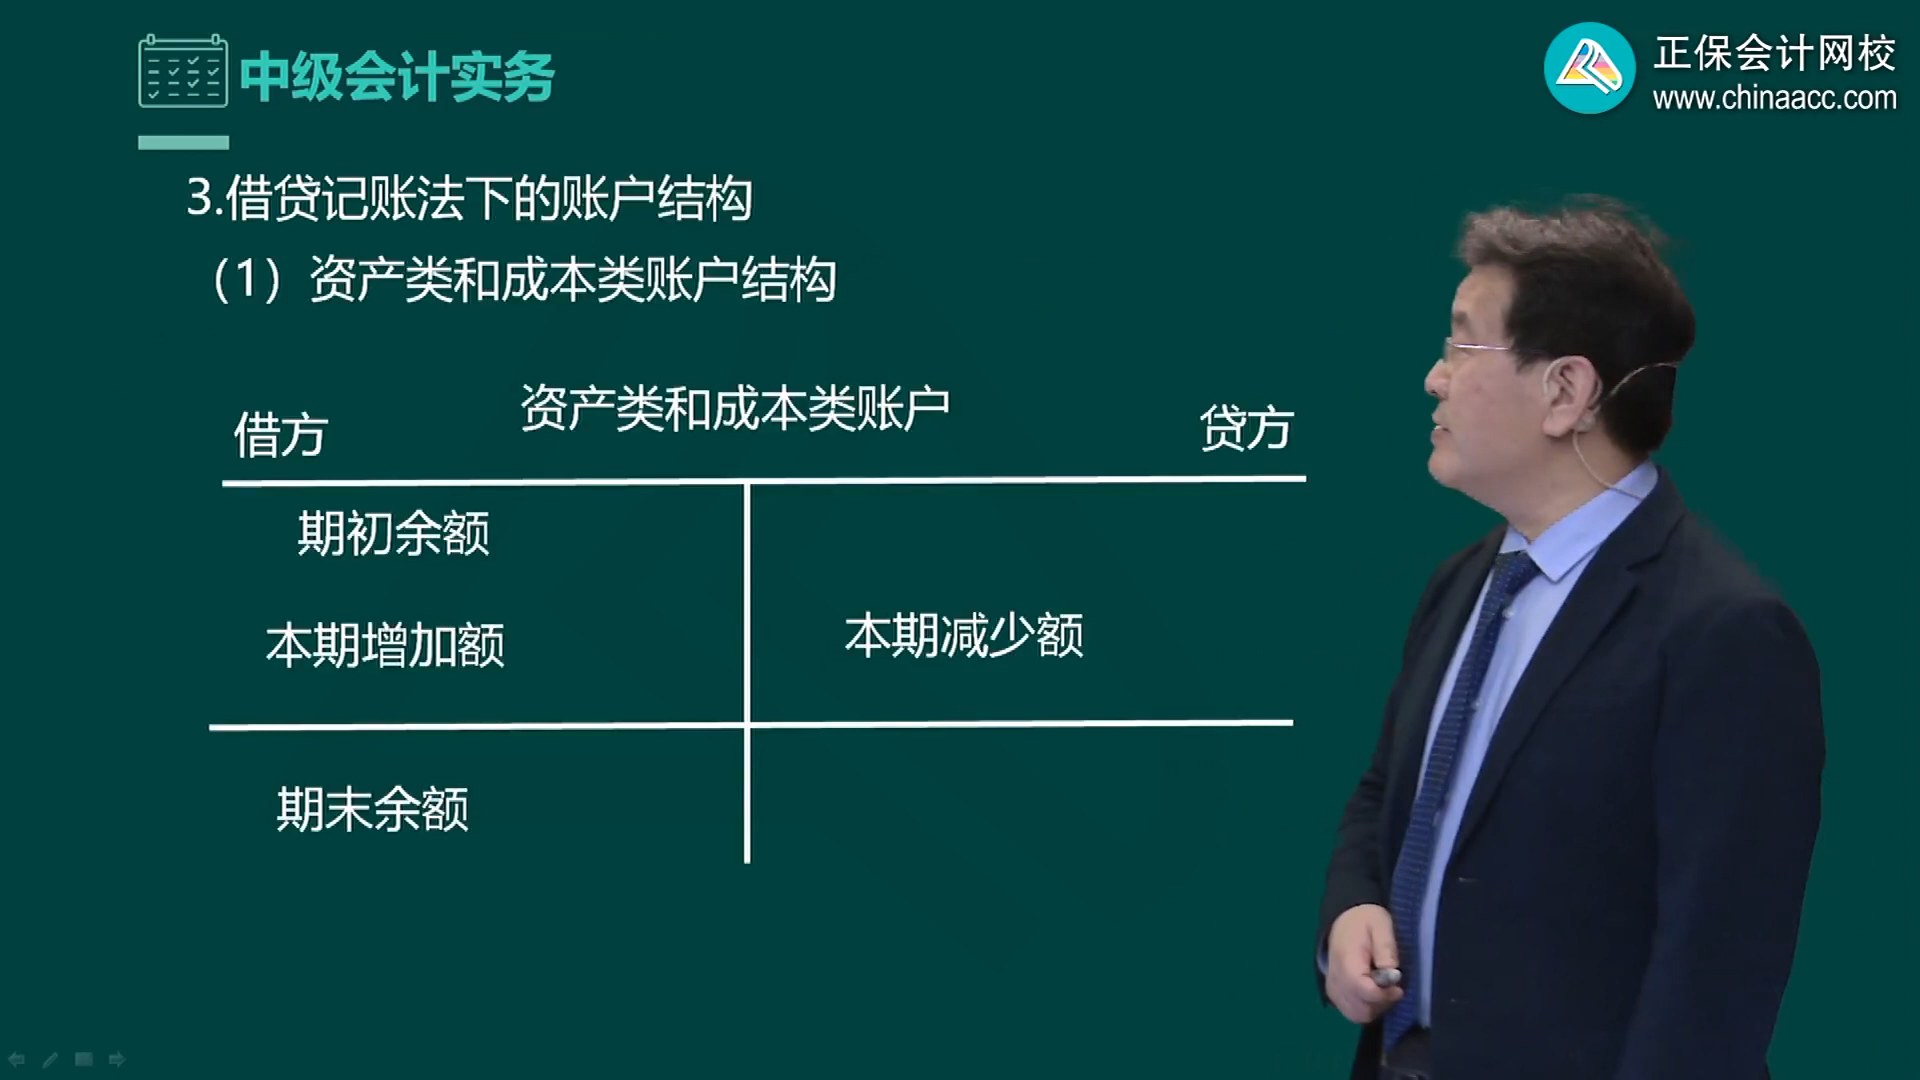 中级会计实务
正保会计网校
www.chinaacc.com
3.借贷记账法下的账户结构
（1）资产类和成本类账户结构
资产类和成本类账户
借方
贷方
期初余额
本期增加额
本期减少额
期末余额